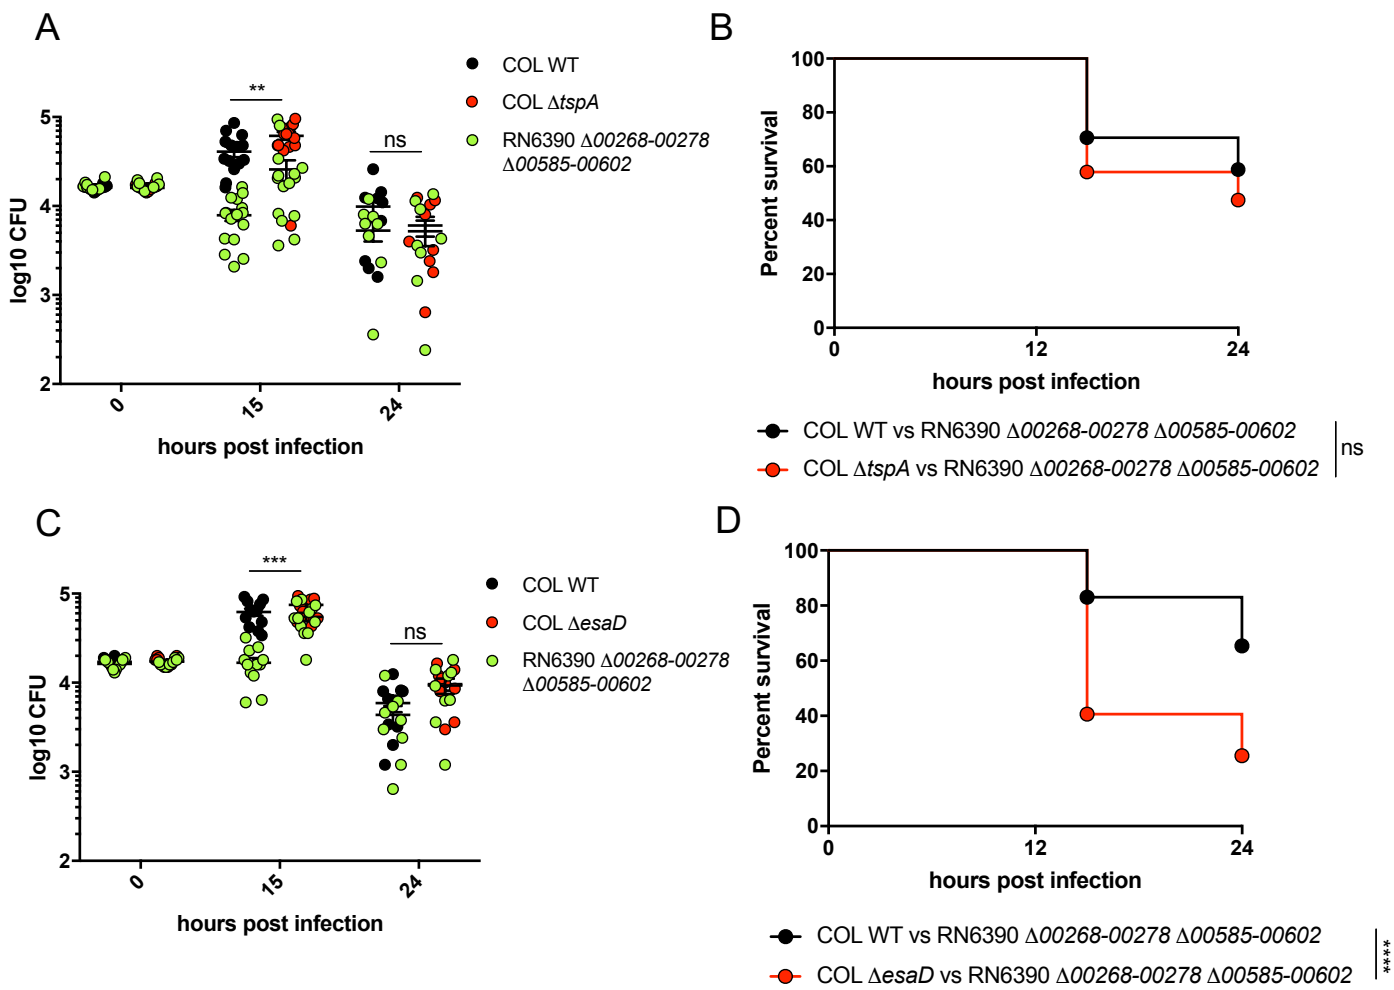 A
COL WT
COL ΔtspA
RN6390 Δ00268-00278
Δ00585-00602
**
ns
5
4
3
2
log10 CFU
0
15
24
hours post infection
B
100
80
60
40
20
0
Percent survival
0
12
24
hours post infection
COL WT vs RN6390 Δ00268-00278 Δ00585-00602
COL ΔtspA vs RN6390 Δ00268-00278 Δ00585-00602
ns
C
COL WT
COL ΔesaD
RN6390 Δ00268-00278
Δ00585-00602
***
ns
5
4
3
2
log10 CFU
0
15
24
hours post infection
D
100
80
60
40
20
0
Percent survival
0
12
24
hours post infection
COL WT vs RN6390 Δ00268-00278 Δ00585-00602
COL ΔesaD vs RN6390 Δ00268-00278 Δ00585-00602
****